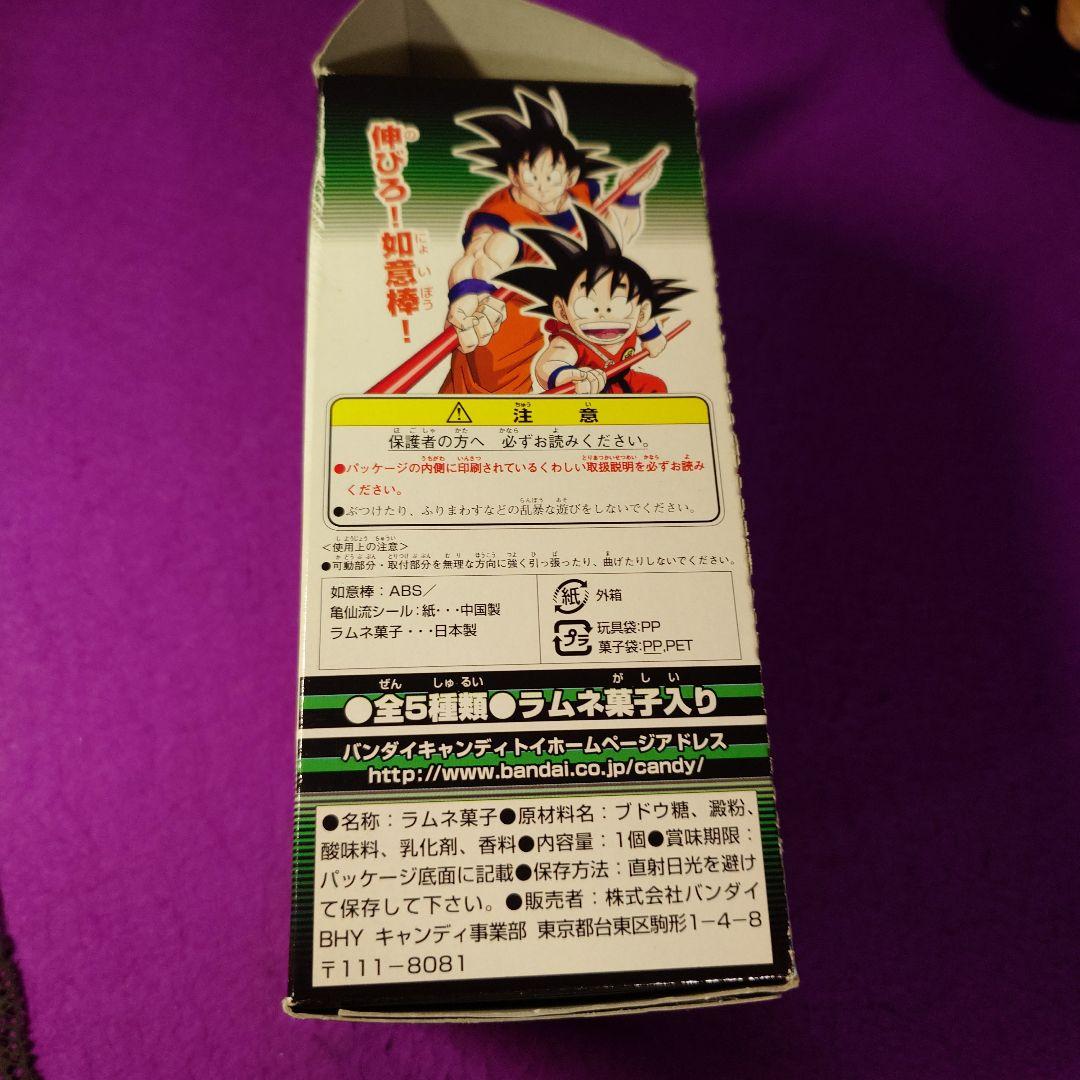 伸びろ！如意棒！
⚠ 注意
保護者の方へ 必ずお読みください。
●パッケージの内側に印刷されているくわしい取扱説明を必ずお読み
ください。
●ぶつけたり、ふりまわすなどの乱暴な遊びをしないでください。
<使用上の注意>
●可動部分・取付部分を無理な方向に強く引っ張ったり、曲げたりしないでください。
如意棒：ABS／
亀仙流シール：紙・・・中国製
ラムネ菓子・・・日本製
紙 外箱
プラ 玩具袋:PP
菓子袋:PP,PET
●全5種類●ラムネ菓子入り
バンダイキャンディトイホームページアドレス
http://www.bandai.co.jp/candy/
●名称：ラムネ菓子●原材料名：ブドウ糖、澱粉、
酸味料、乳化剤、香料●内容量：1個●賞味期限：
パッケージ底面に記載●保存方法：直射日光を避け
て保存して下さい。●販売者：株式会社バンダイ
BHY キャンディ事業部 東京都台東区駒形1-4-8
〒111-8081